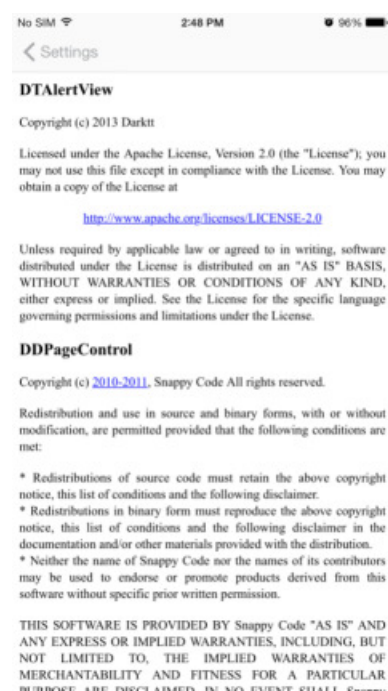 No SIM 2:48 PM 96%
Settings
DTAlertView
Copyright (c) 2013 Darktt
Licensed under the Apache License, Version 2.0 (the "License"); you
may not use this file except in compliance with the License. You may
obtain a copy of the License at
http://www.apache.org/licenses/LICENSE-2.0
Unless required by applicable law or agreed to in writing, software
distributed under the License is distributed on an "AS IS" BASIS,
WITHOUT WARRANTIES OR CONDITIONS OF ANY KIND,
either express or implied. See the License for the specific language
governing permissions and limitations under the License.
DDPageControl
Copyright (c) 2010-2011, Snappy Code All rights reserved.
Redistribution and use in source and binary forms, with or without
modification, are permitted provided that the following conditions are
met:
* Redistributions of source code must retain the above copyright
notice, this list of conditions and the following disclaimer.
* Redistributions in binary form must reproduce the above copyright
notice, this list of conditions and the following disclaimer in the
documentation and/or other materials provided with the distribution.
* Neither the name of Snappy Code nor the names of its contributors
may be used to endorse or promote products derived from this
software without specific prior written permission.
THIS SOFTWARE IS PROVIDED BY Snappy Code "AS IS" AND
ANY EXPRESS OR IMPLIED WARRANTIES, INCLUDING, BUT
NOT LIMITED TO, THE IMPLIED WARRANTIES OF
MERCHANTABILITY AND FITNESS FOR A PARTICULAR
PURPOSE ARE DISCLAIMED. IN NO EVENT SHALL Snappy